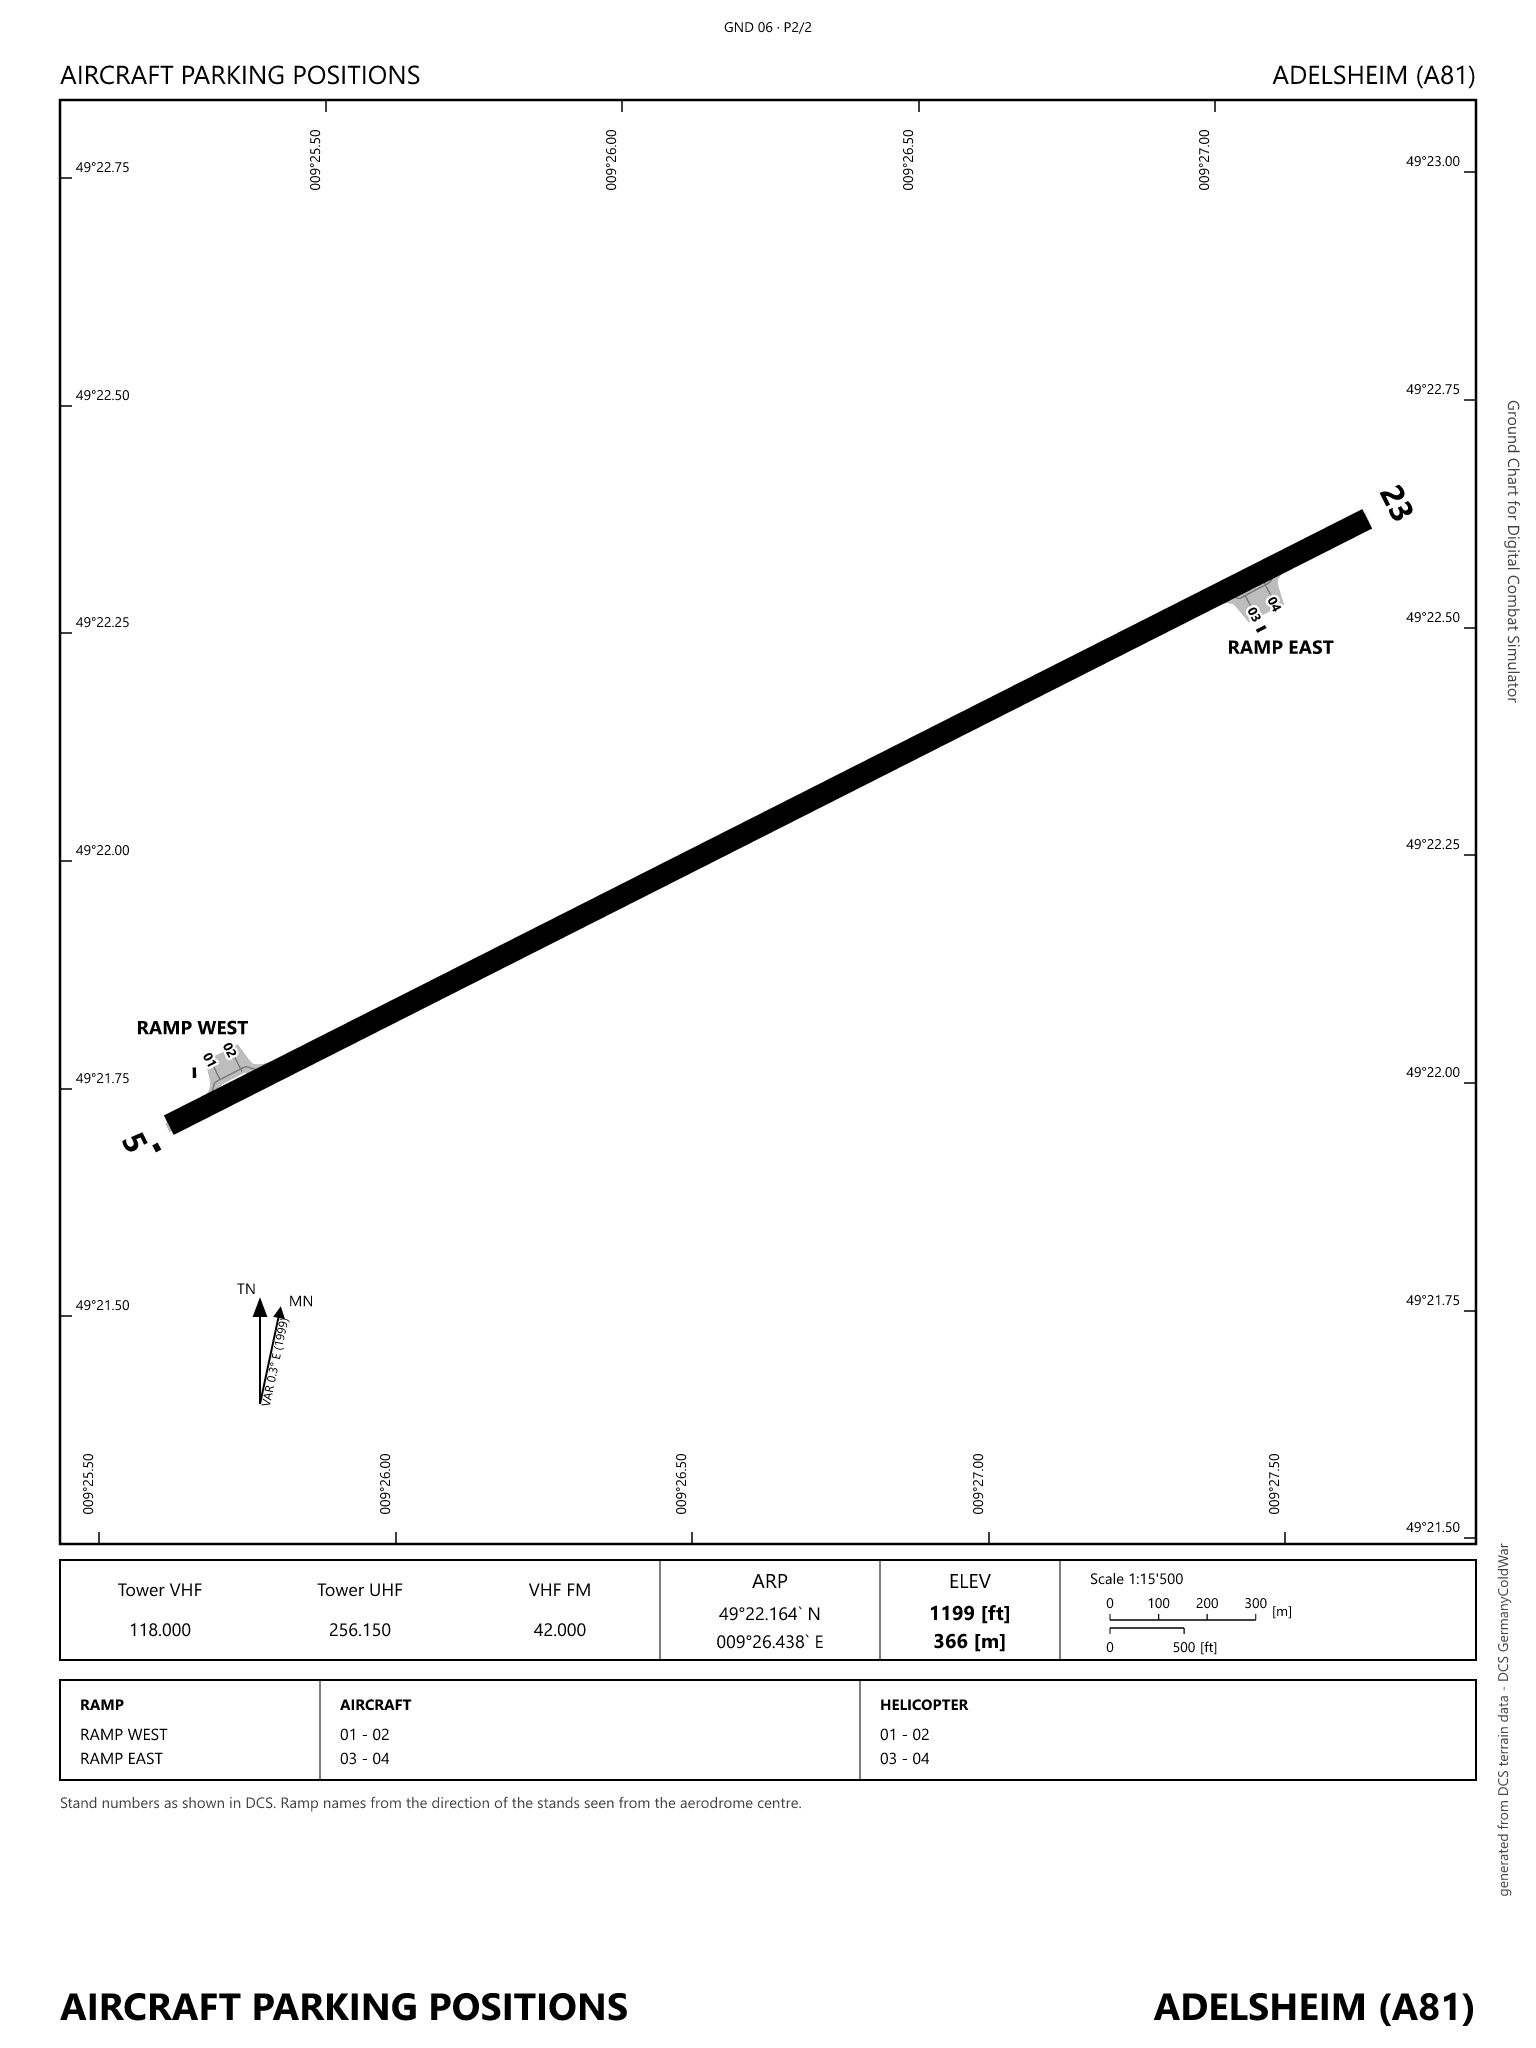 GND 06 · P2/2
AIRCRAFT PARKING POSITIONS
ADELSHEIM (A81)
009°25.50
009°26.00
009°26.50
009°27.00
49°22.75
49°23.00
49°22.50
49°22.75
23
49°22.25
49°22.50
03
04
RAMP EAST
49°22.00
49°22.25
RAMP WEST
01
02
49°21.75
49°22.00
5
TN
MN
VAR 0.3° E (1999)
49°21.50
49°21.75
009°25.50
009°26.00
009°26.50
009°27.00
009°27.50
49°21.50
Ground Chart for Digital Combat Simulator
generated from DCS terrain data - DCS GermanyColdWar
Tower VHF
118.000
Tower UHF
256.150
VHF FM
42.000
ARP
49°22.164` N
009°26.438` E
ELEV
1199 [ft]
366 [m]
Scale 1:15'500
0 100 200 300 [m]
0 500 [ft]
RAMP AIRCRAFT HELICOPTER
RAMP WEST 01 - 02 01 - 02
RAMP EAST 03 - 04 03 - 04
Stand numbers as shown in DCS. Ramp names from the direction of the stands seen from the aerodrome centre.
AIRCRAFT PARKING POSITIONS
ADELSHEIM (A81)